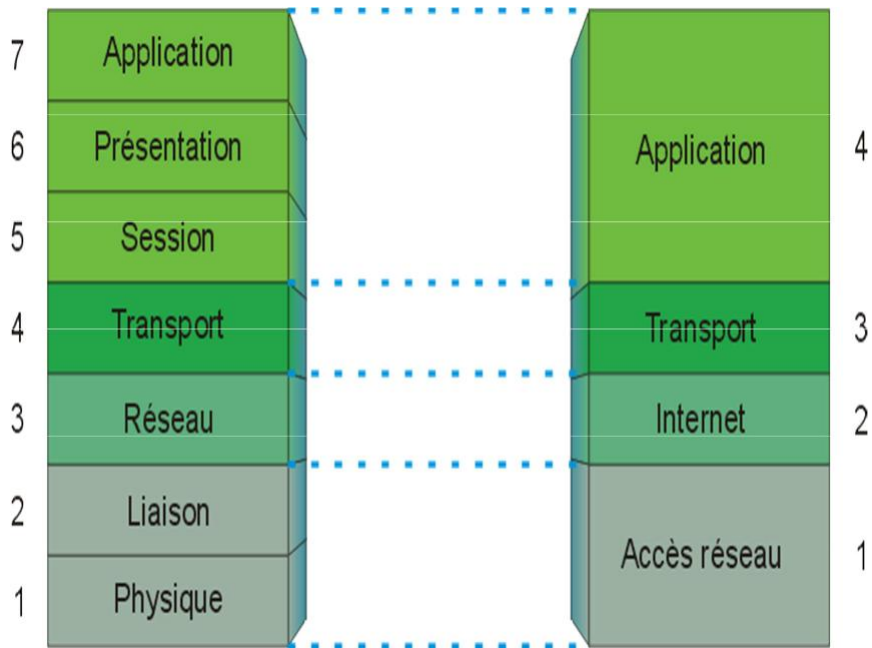 7 Application
6 Présentation
5 Session
4 Transport
3 Réseau
2 Liaison
1 Physique
Application 4
Transport 3
Internet 2
Accès réseau 1